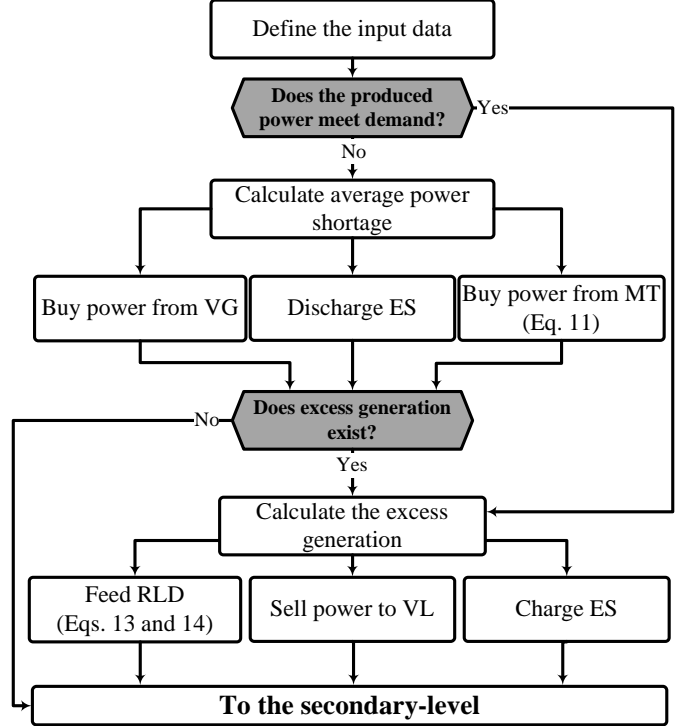 Define the input data
Does the produced
power meet demand?
Yes
No
Calculate average power
shortage
Buy power from VG
Discharge ES
Buy power from MT
(Eq. 11)
Does excess generation
exist?
No
Yes
Calculate the excess
generation
Feed RLD
(Eqs. 13 and 14)
Sell power to VL
Charge ES
To the secondary-level